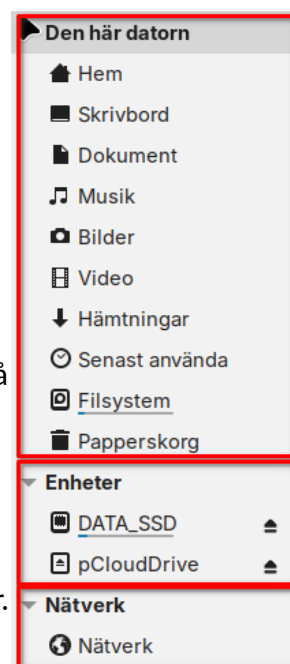 Den här datorn
Hem
Skrivbord
Dokument
Musik
Bilder
Video
Hämtningar
å
Senast använda
Filsystem
Papperskorg
Enheter
DATA_SSD
pCloudDrive
r.
Nätverk
Nätverk